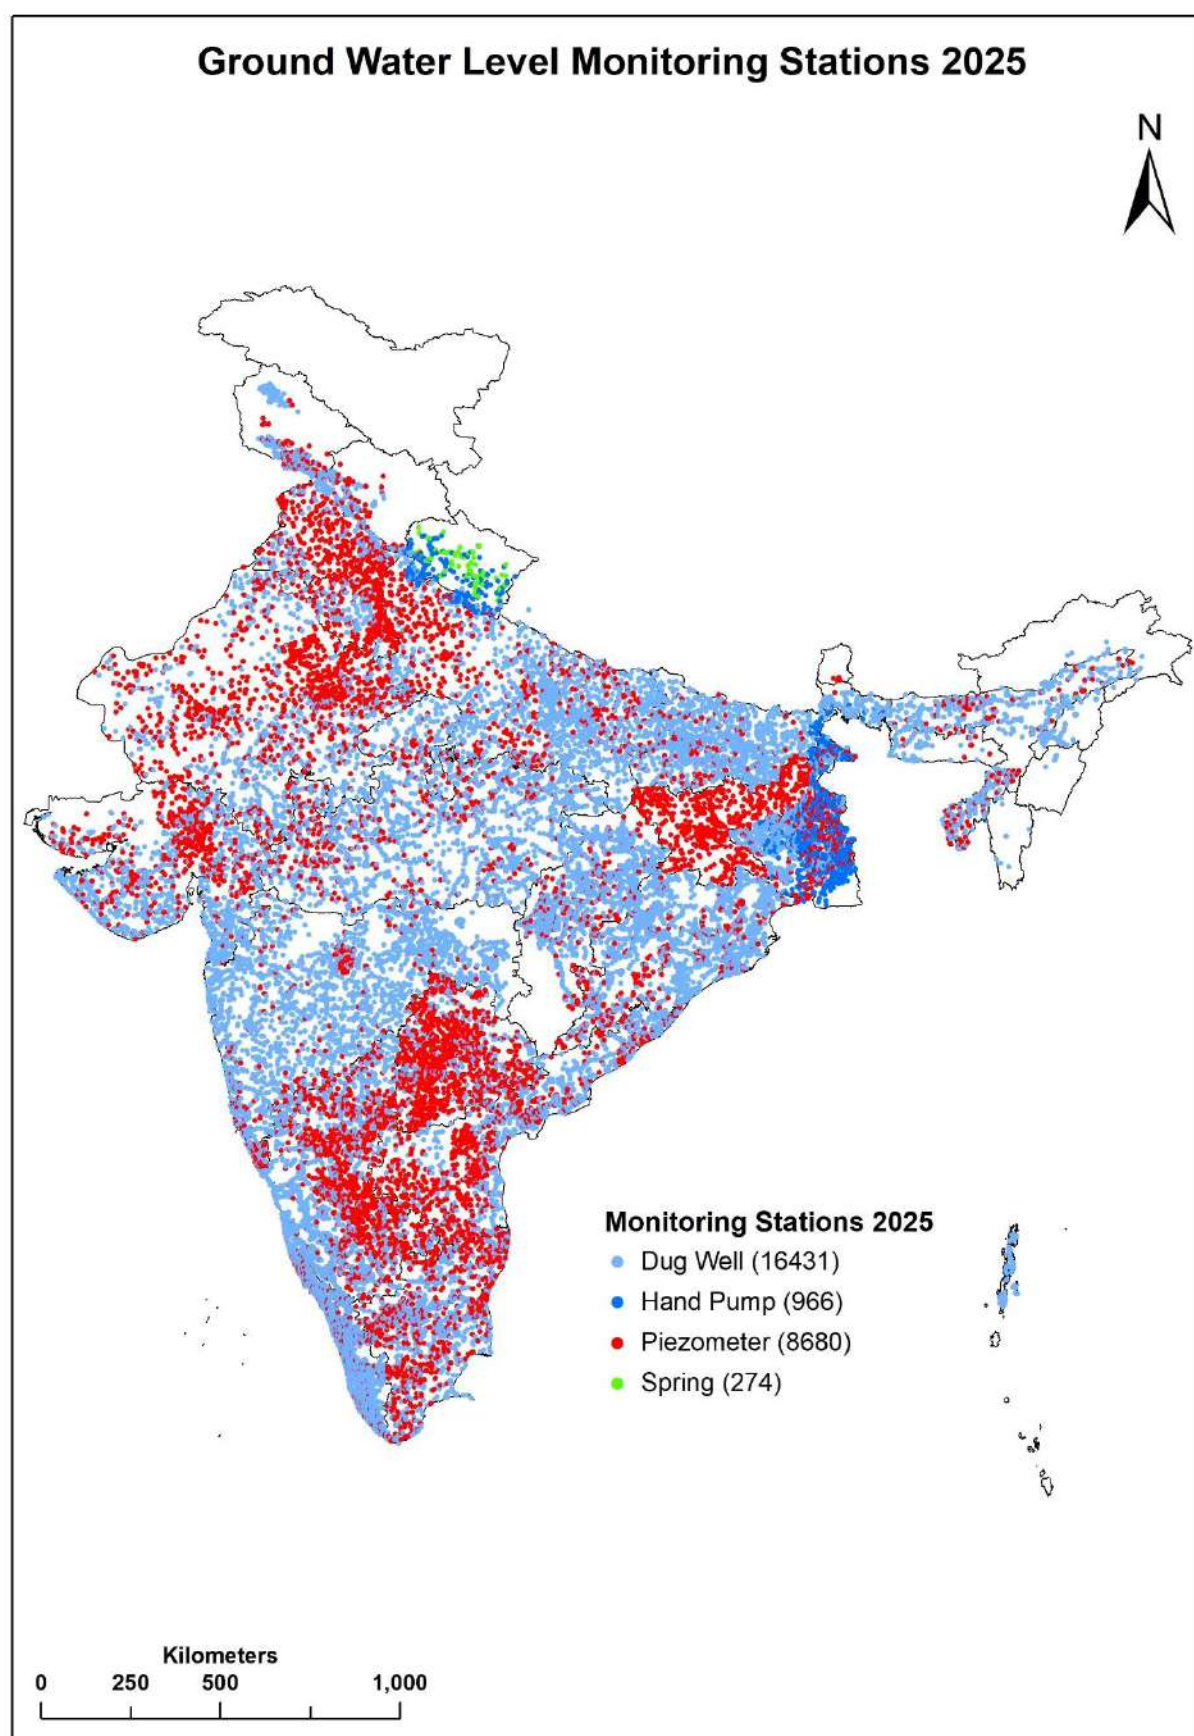 Ground Water Level Monitoring Stations 2025
N
Monitoring Stations 2025
Dug Well (16431)
Hand Pump (966)
Piezometer (8680)
Spring (274)
Kilometers
0 250 500 1,000